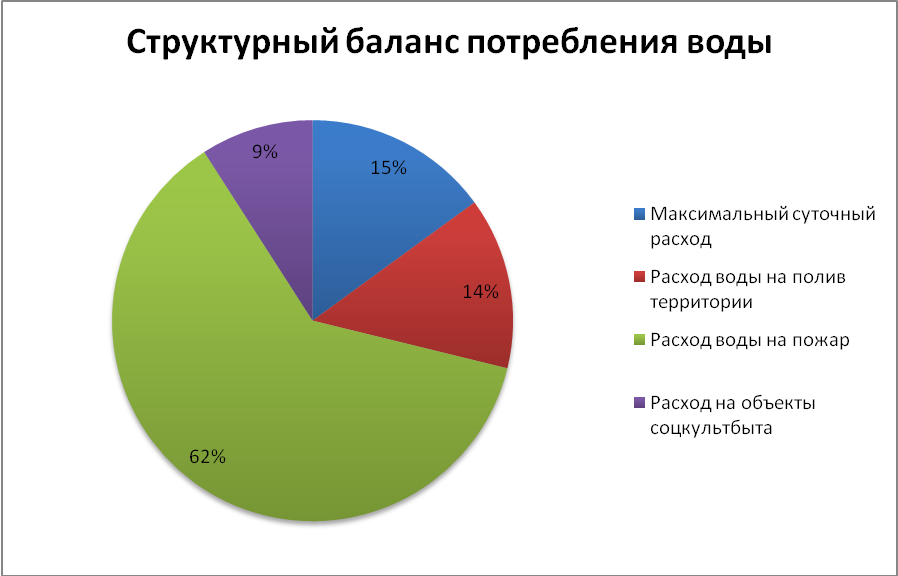 Структурный баланс потребления воды
9%
15%
14%
62%
Максимальный суточный
расход
Расход воды на полив
территории
Расход воды на пожар
Расход на объекты
соцкультбыта